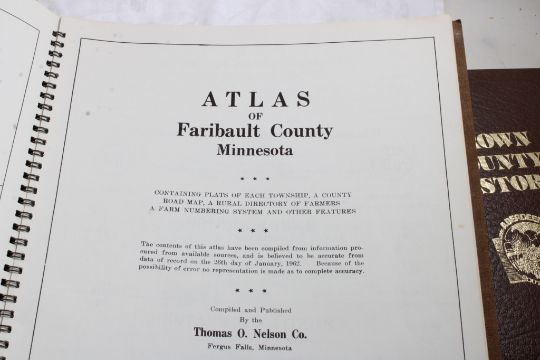 ATLAS
OF
Faribault County
Minnesota
* * *
CONTAINING PLATS OF EACH TOWNSHIP, A COUNTY
ROAD MAP, A RURAL DIRECTORY OF FARMERS
A FARM NUMBERING SYSTEM AND OTHER FEATURES
* * *
The contents of this atlas have been compiled from information pro-
cured from available sources, and is believed to be accurate from
data of record on the 26th day of January, 1962. Because of the
possibility of error no representation is made as to complete accuracy.
* * *
Compiled and Published
By the
Thomas O. Nelson Co.
Fergus Falls, Minnesota
OWN
OUNTY
STOR